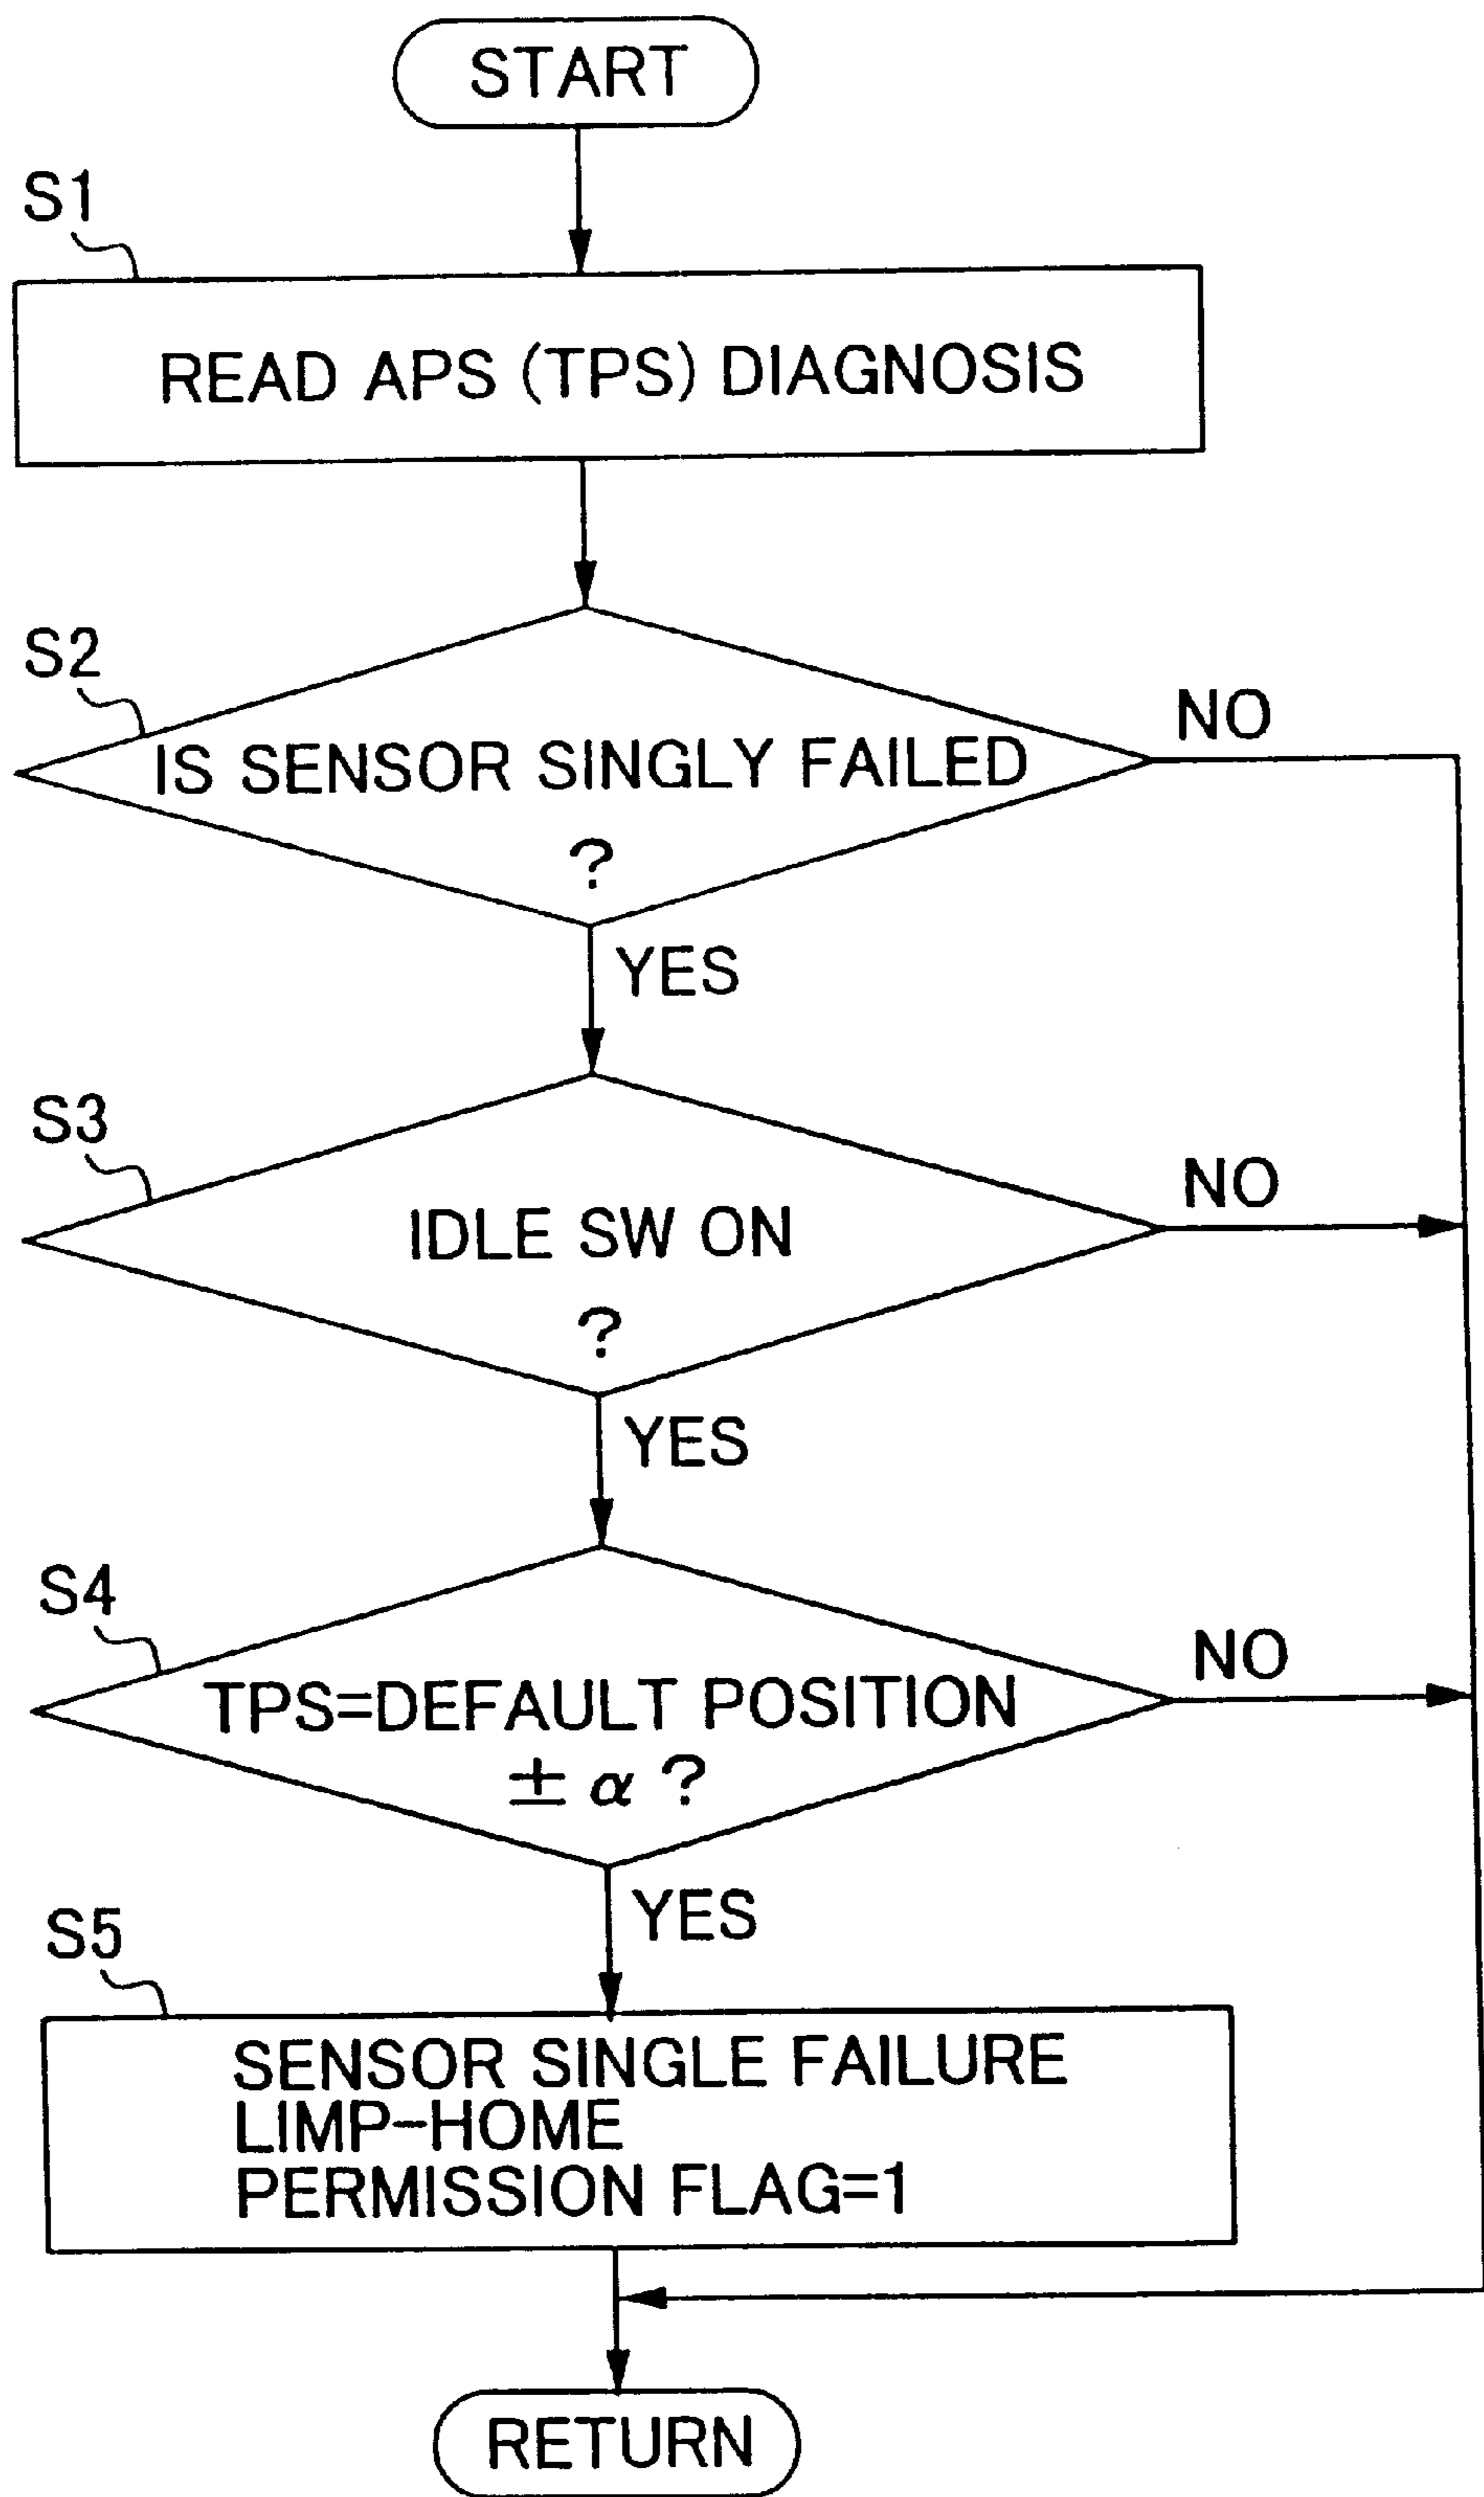 START
S1
READ APS (TPS) DIAGNOSIS
S2
NO
IS SENSOR SINGLY FAILED
?
YES
S3
NO
IDLE SW ON
?
YES
S4
NO
TPS=DEFAULT POSITION
± α ?
YES
S5
SENSOR SINGLE FAILURE
LIMP-HOME
PERMISSION FLAG=1
RETURN